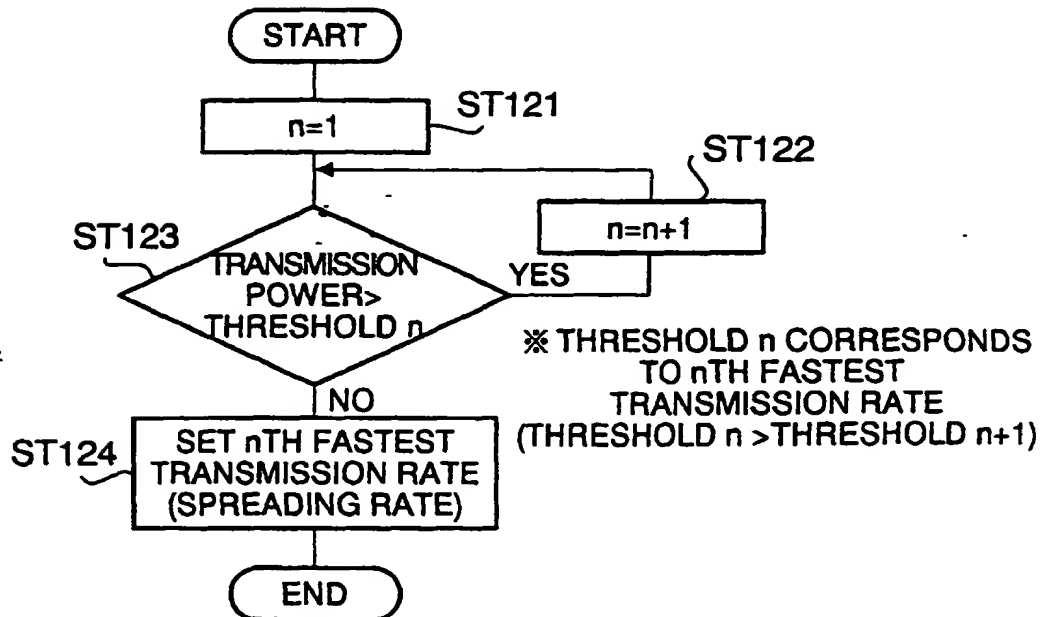 START
n=1
ST121
ST122
n=n+1
ST123
TRANSMISSION
POWER>
THRESHOLD n
YES
※ THRESHOLD n CORRESPONDS
TO nTH FASTEST
TRANSMISSION RATE
(THRESHOLD n >THRESHOLD n+1)
NO
ST124
SET nTH FASTEST
TRANSMISSION RATE
(SPREADING RATE)
END